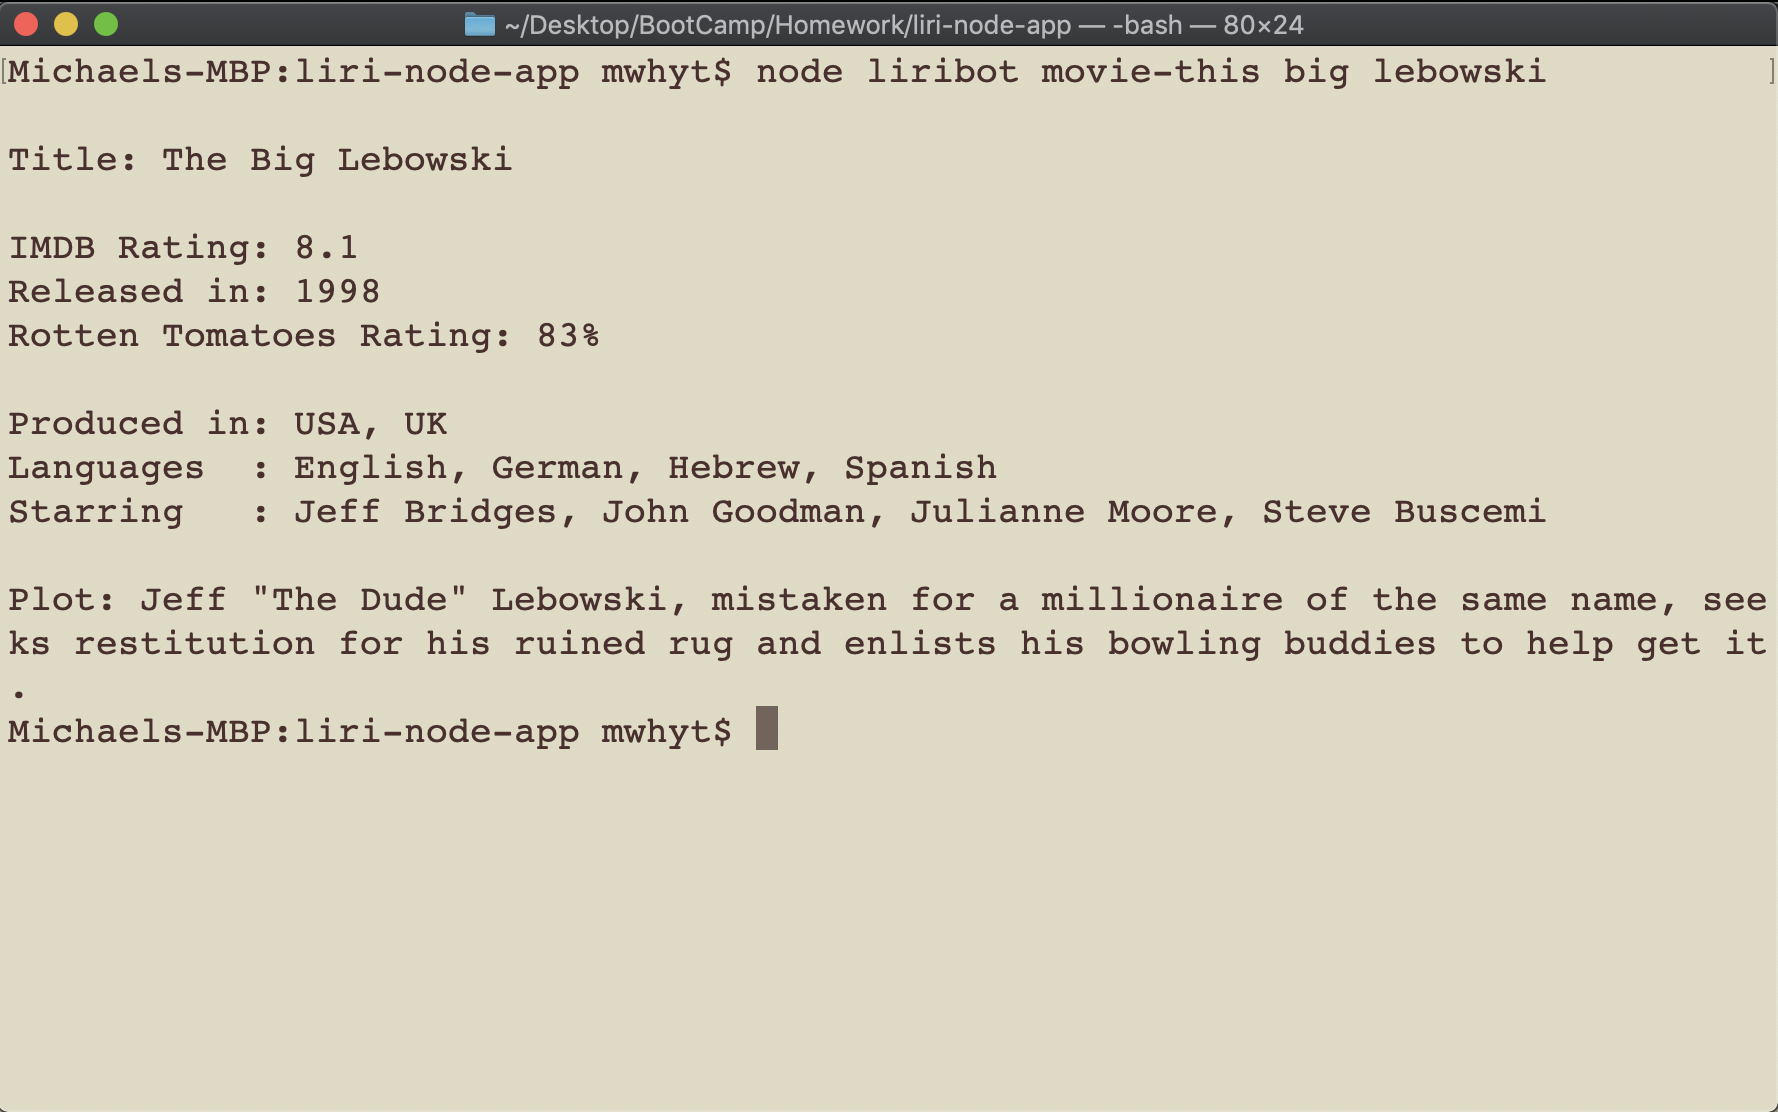 ~/Desktop/BootCamp/Homework/liri-node-app — -bash — 80×24
[Michaels-MBP:liri-node-app mwhyt$ node liribot movie-this big lebowski ]
Title: The Big Lebowski
IMDB Rating: 8.1
Released in: 1998
Rotten Tomatoes Rating: 83%
Produced in: USA, UK
Languages  : English, German, Hebrew, Spanish
Starring   : Jeff Bridges, John Goodman, Julianne Moore, Steve Buscemi
Plot: Jeff "The Dude" Lebowski, mistaken for a millionaire of the same name, see
ks restitution for his ruined rug and enlists his bowling buddies to help get it
.
Michaels-MBP:liri-node-app mwhyt$